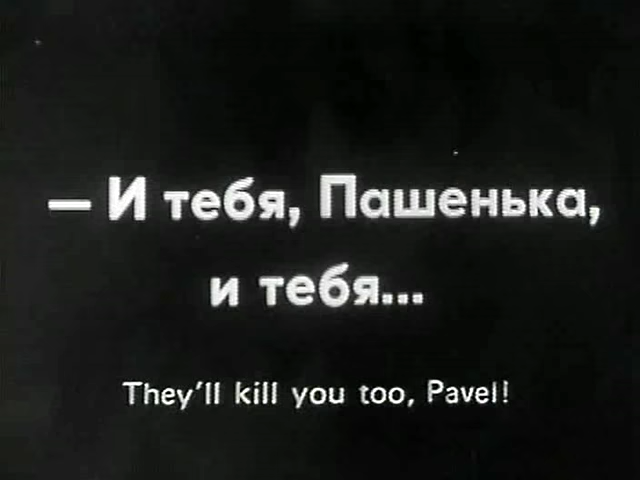 — И тебя, Пашенька,
и тебя...
They'll kill you too, Pavel!